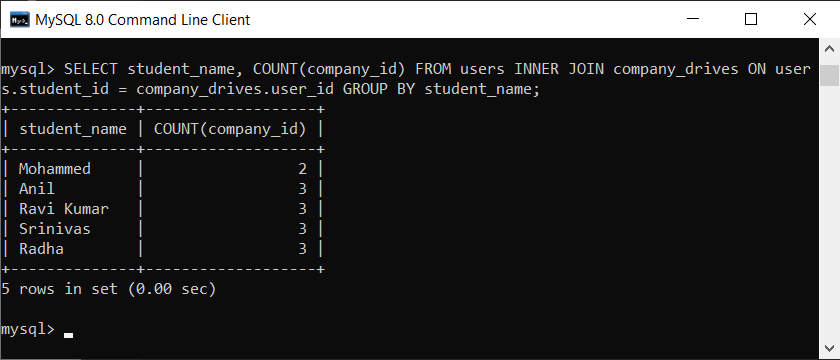 MySQL 8.0 Command Line Client
mysql> SELECT student_name, COUNT(company_id) FROM users INNER JOIN company_drives ON user
s.student_id = company_drives.user_id GROUP BY student_name;
+--------------+-------------------+
| student_name | COUNT(company_id) |
+--------------+-------------------+
| Mohammed     |                 2 |
| Anil         |                 3 |
| Ravi Kumar   |                 3 |
| Srinivas     |                 3 |
| Radha        |                 3 |
+--------------+-------------------+
5 rows in set (0.00 sec)
mysql>